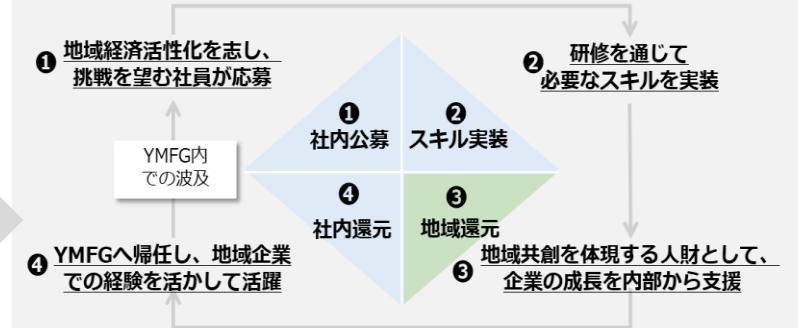 ❶ 地域経済活性化を志し、
挑戦を望む社員が応募
❷ 研修を通じて
必要なスキルを実装
❶
社内公募
❷
スキル実装
YMFG内
での波及
❹
社内還元
❸
地域還元
❹ YMFGへ帰任し、地域企業
での経験を活かして活躍
❸ 地域共創を体現する人財として、
企業の成長を内部から支援